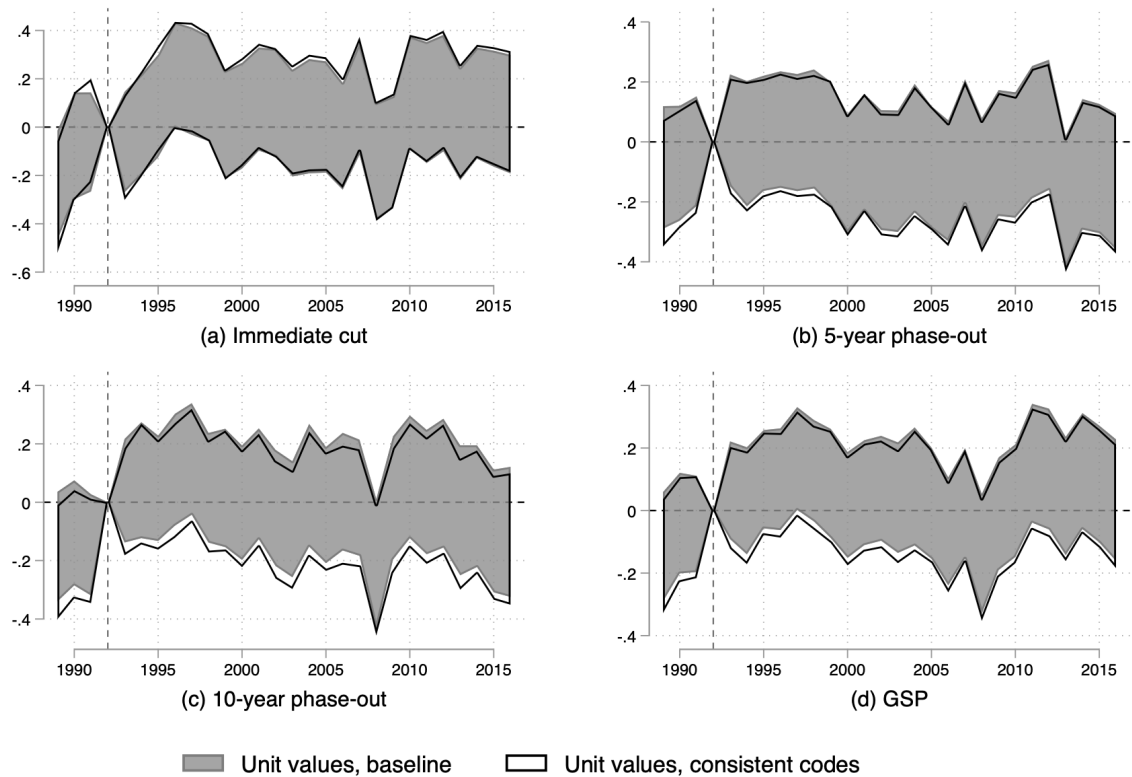 .4
.2
0
-.2
-.4
-.6
1990 1995 2000 2005 2010 2015
(a) Immediate cut
.4
.2
0
-.2
-.4
1990 1995 2000 2005 2010 2015
(b) 5-year phase-out
.4
.2
0
-.2
-.4
1990 1995 2000 2005 2010 2015
(c) 10-year phase-out
.4
.2
0
-.2
-.4
1990 1995 2000 2005 2010 2015
(d) GSP
Unit values, baseline Unit values, consistent codes